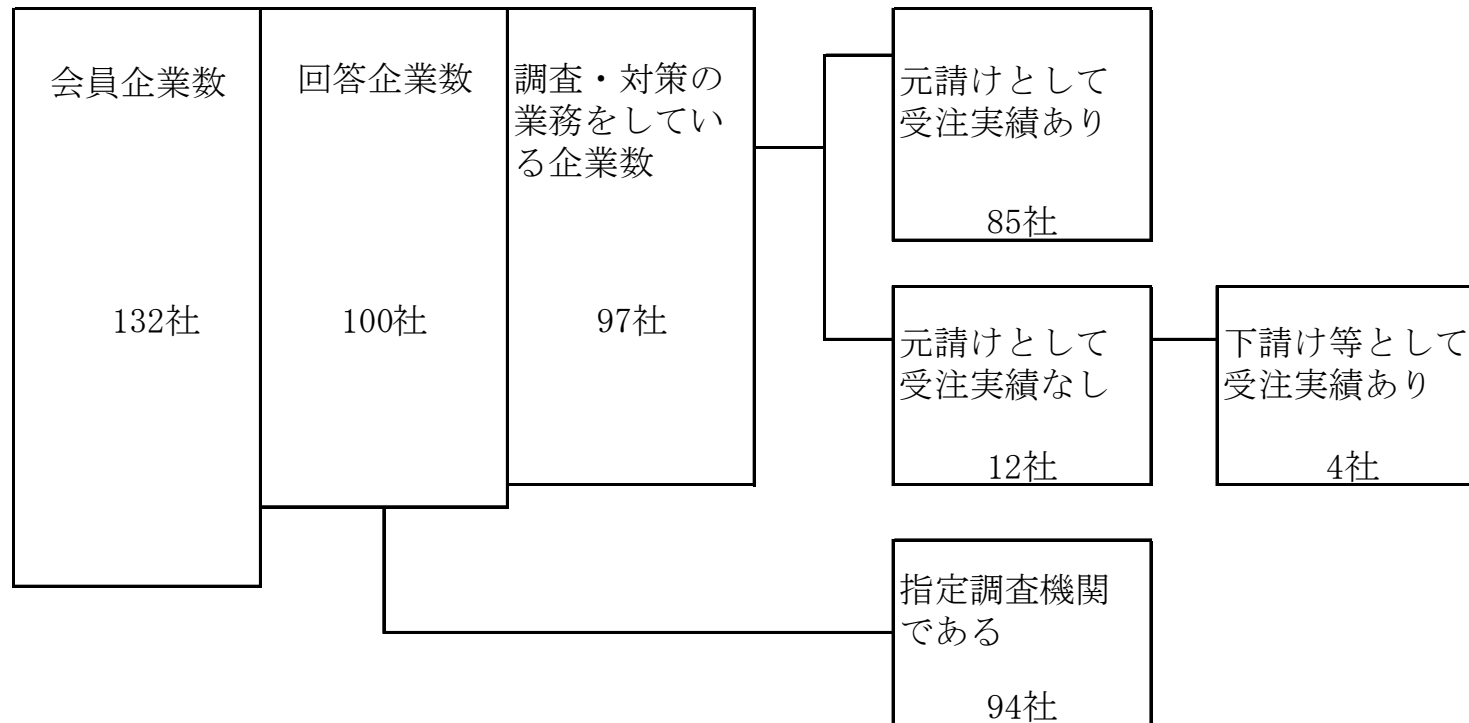 会員企業数
132社
回答企業数
100社
調査・対策の
業務をしてい
る企業数
97社
元請けとして
受注実績あり
85社
元請けとして
受注実績なし
12社
下請け等として
受注実績あり
4社
指定調査機関
である
94社